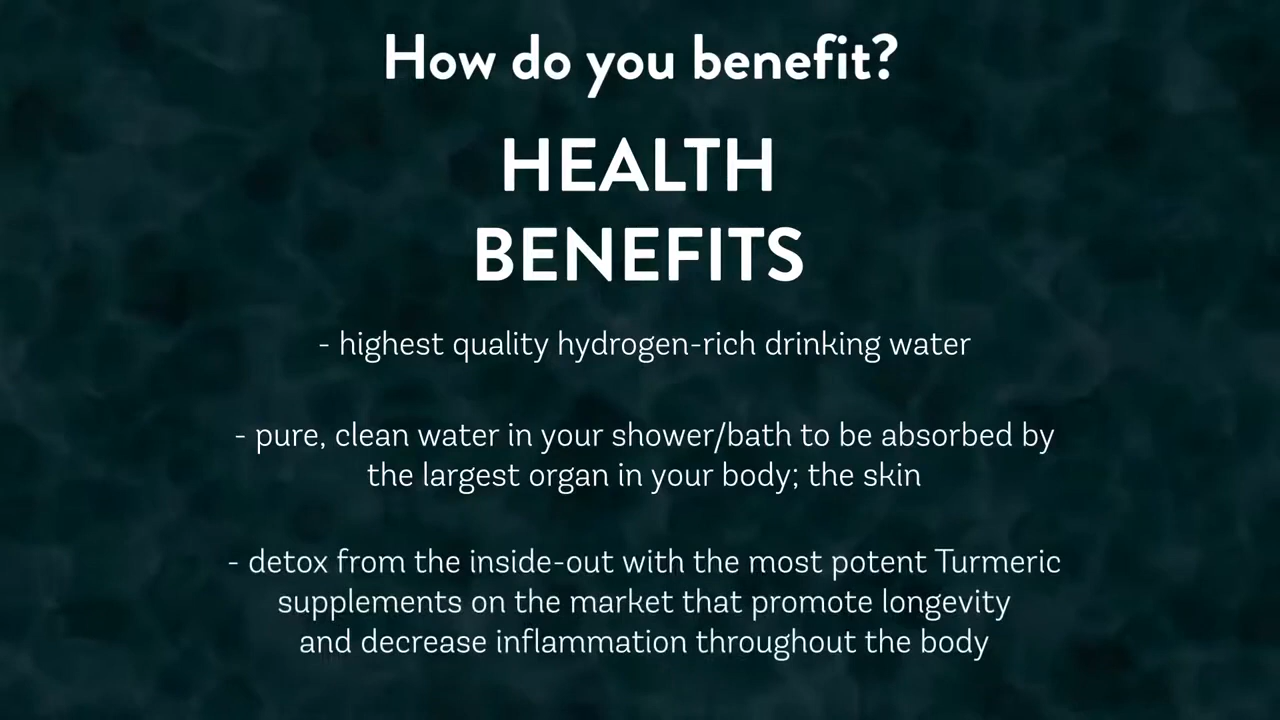 How do you benefit?
HEALTH
BENEFITS
- highest quality hydrogen-rich drinking water
- pure, clean water in your shower/bath to be absorbed by
the largest organ in your body; the skin
- detox from the inside-out with the most potent Turmeric
supplements on the market that promote longevity
and decrease inflammation throughout the body